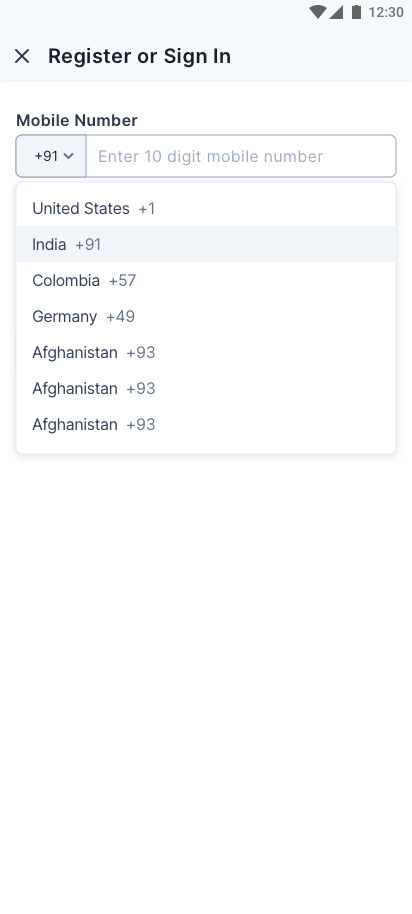 12:30
Register or Sign In
Mobile Number
+91 Enter 10 digit mobile number
United States +1
India +91
Colombia +57
Germany +49
Afghanistan +93
Afghanistan +93
Afghanistan +93